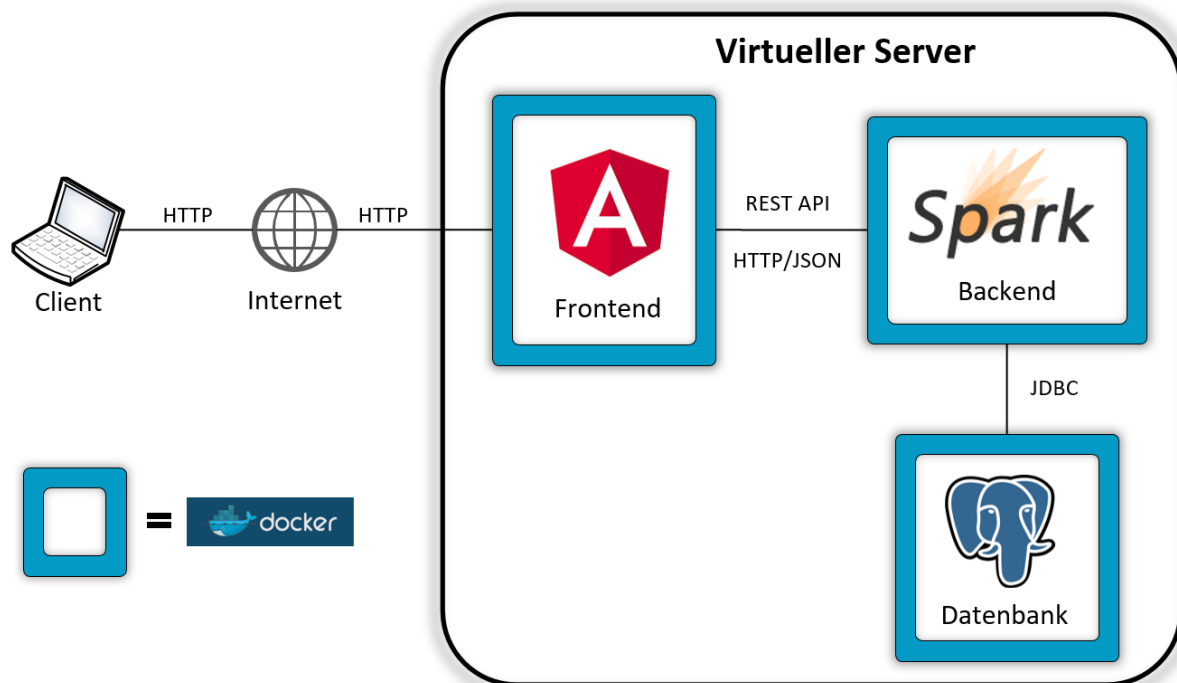 Virtueller Server
HTTP
HTTP
REST API
HTTP/JSON
Spark
Client
Internet
Frontend
Backend
JDBC
=
docker
Datenbank